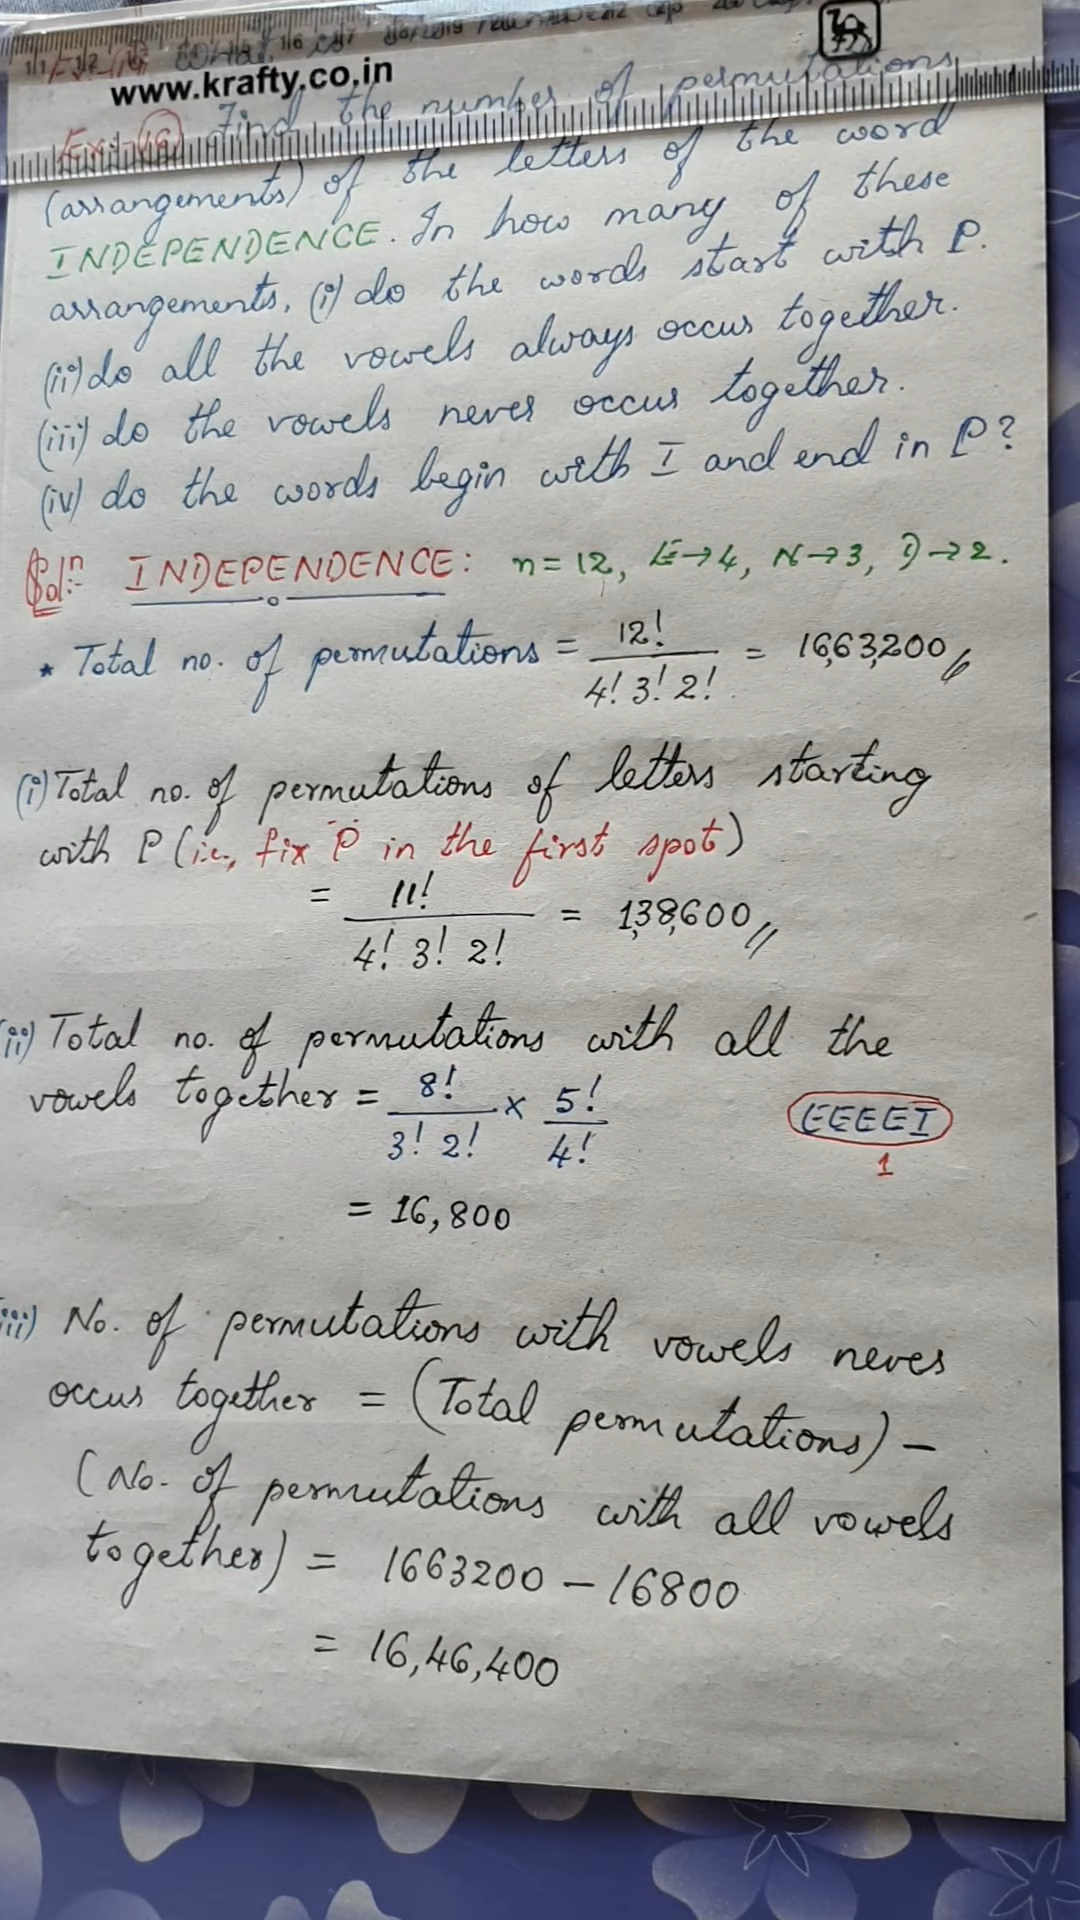 www.krafty.co.in
Ex:- 16 Find the number of permutations
(arrangements) of the letters of the word
INDEPENDENCE. In how many of these
arrangements, (i) do the words start with P.
(ii) do all the vowels always occur together.
(iii) do the vowels never occur together.
(iv) do the words begin with I and end in P?
Solⁿ:- INDEPENDENCE: n=12, E→4, N→3, D→2.
* Total no. of permutations = 12! / 4! 3! 2! = 16,63,200
(i) Total no. of permutations of letters starting
with P (i.e., fix P in the first spot)
= 11! / 4! 3! 2! = 1,38,600
(ii) Total no. of permutations with all the
vowels together = 8! / 3! 2! × 5! / 4! EEEEI
1
= 16,800
(iii) No. of permutations with vowels never
occur together = (Total permutations) –
(No. of permutations with all vowels
together) = 1663200 – 16800
= 16,46,400